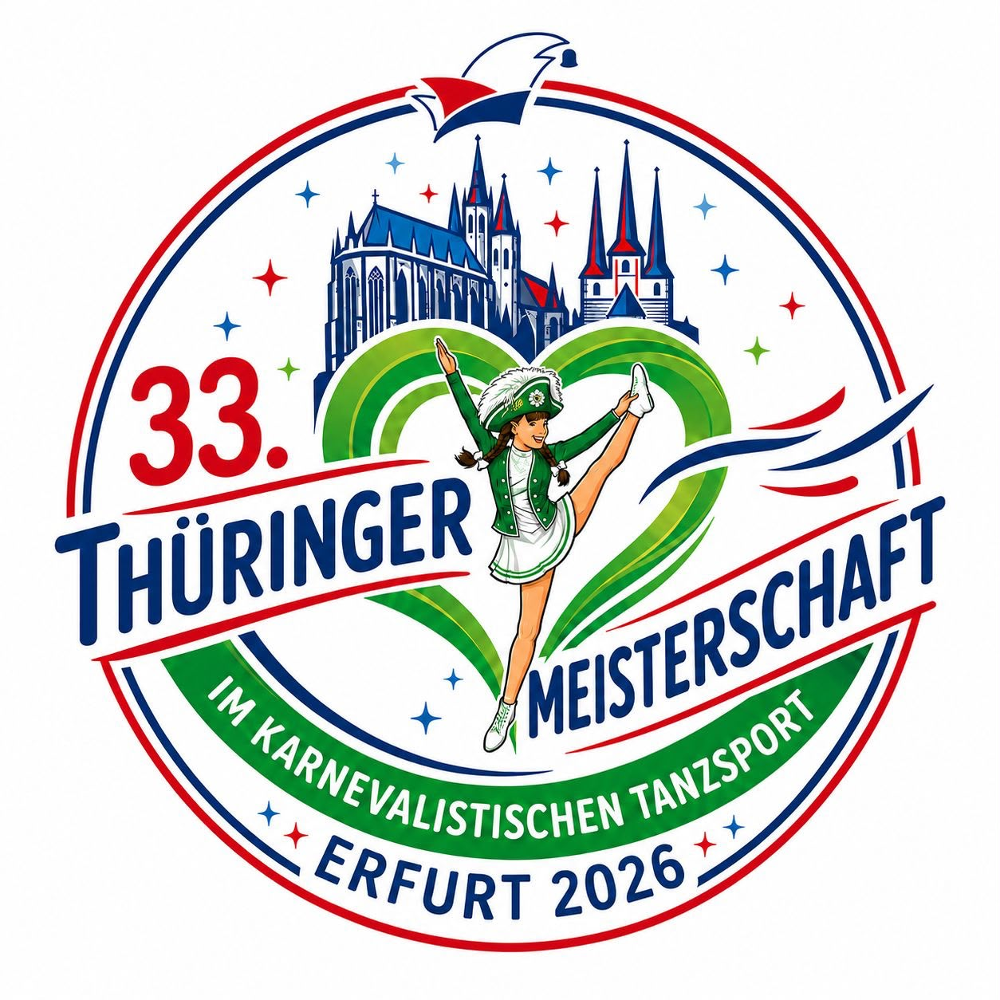 33.
THÜRINGER
MEISTERSCHAFT
IM KARNEVALISTISCHEN TANZSPORT
ERFURT 2026